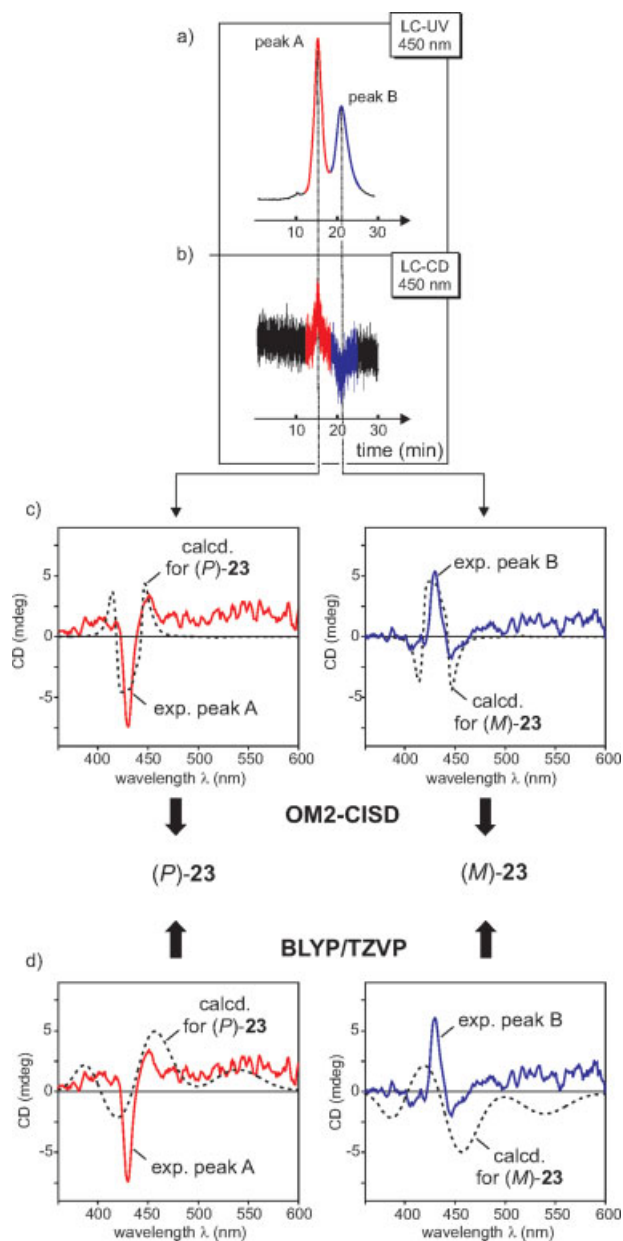 a)
LC-UV
450 nm
peak A
peak B
10 20 30
b)
LC-CD
450 nm
10 20 30
time (min)
c)
calcd.
for (P)-23
exp. peak A
CD (mdeg)
5
0
-5
400 450 500 550 600
wavelength λ (nm)
exp. peak B
calcd.
for (M)-23
CD (mdeg)
5
0
-5
400 450 500 550 600
wavelength λ (nm)
OM2-CISD
(P)-23
(M)-23
BLYP/TZVP
d)
calcd.
for (P)-23
exp. peak A
CD (mdeg)
5
0
-5
400 450 500 550 600
wavelength λ (nm)
exp. peak B
calcd.
for (M)-23
CD (mdeg)
5
0
-5
400 450 500 550 600
wavelength λ (nm)